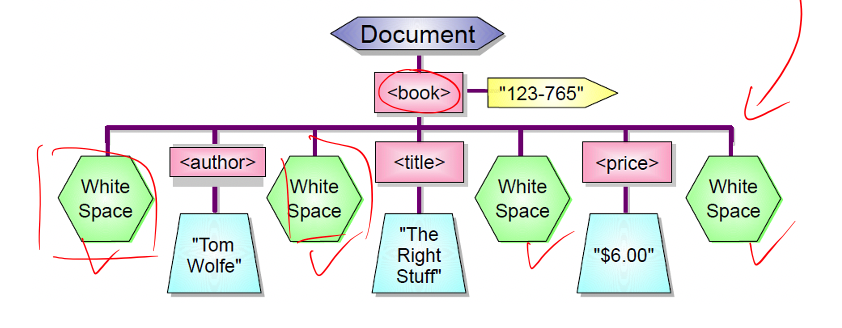 Document
<book>
"123-765"
White
Space
<author>
White
Space
<title>
White
Space
<price>
White
Space
"Tom
Wolfe"
"The
Right
Stuff"
"$6.00"